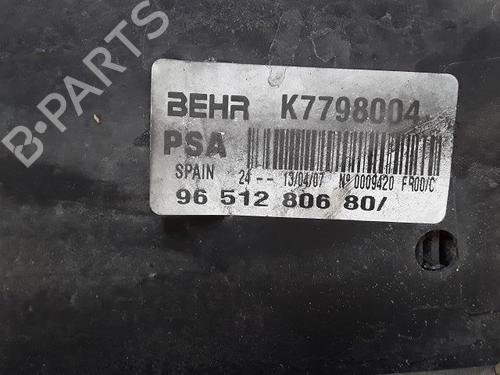 B-PARTS
BEHR K7798004
PSA
SPAIN 24 -- 13/04/07 Nº 0009420 FR00/C
96 512 806 80/